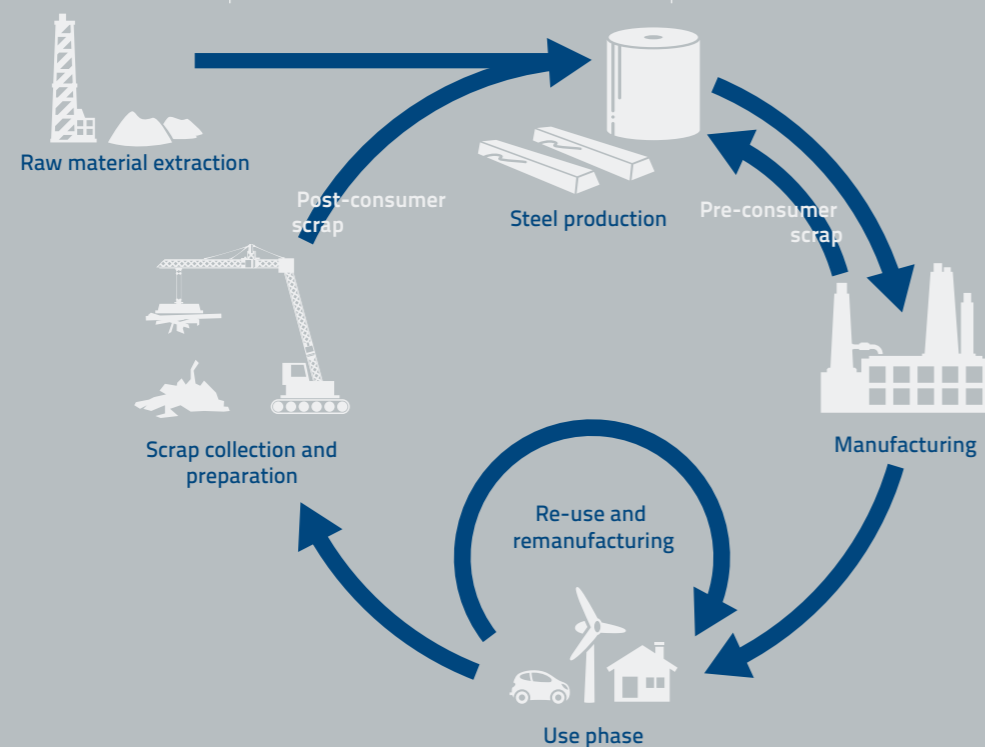 Raw material extraction
Post-consumer
scrap
Steel production
Pre-consumer
scrap
Scrap collection and
preparation
Manufacturing
Re-use and
remanufacturing
Use phase